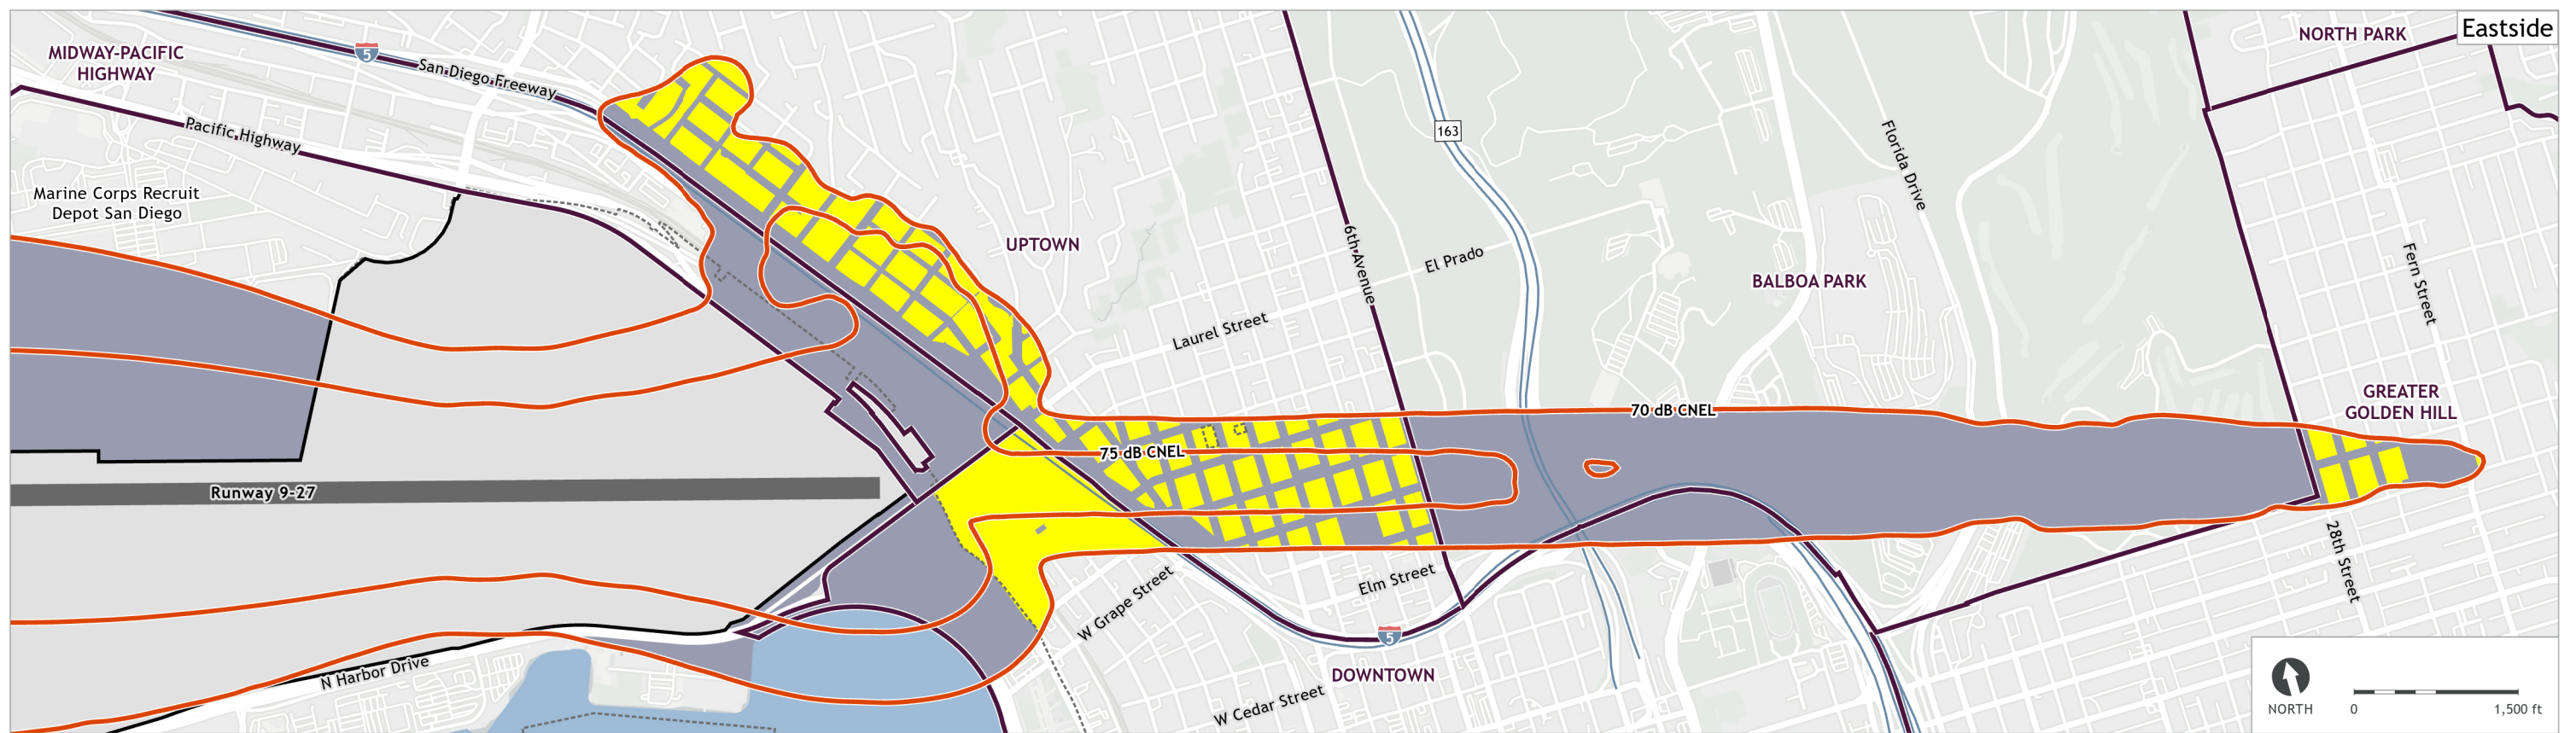 Eastside
MIDWAY-PACIFIC
HIGHWAY
5
San Diego Freeway
NORTH PARK
Pacific Highway
163
Florida Drive
Marine Corps Recruit
Depot San Diego
UPTOWN
6th Avenue
El Prado
BALBOA PARK
Fern Street
Laurel Street
GREATER
GOLDEN HILL
70 dB CNEL
75 dB CNEL
Runway 9-27
28th Street
W Grape Street
Elm Street
5
N Harbor Drive
DOWNTOWN
W Cedar Street
NORTH
0
1,500 ft